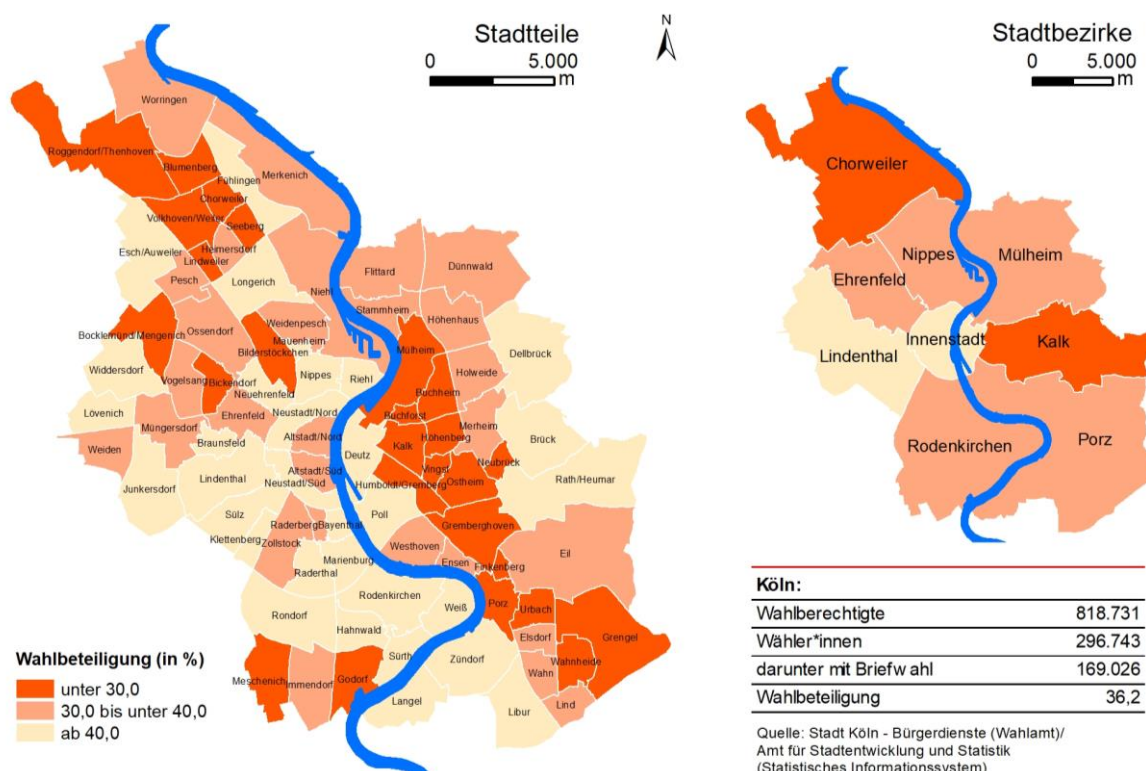 Stadtteile
0 5.000
m
N
Worringen
Roggendorf/Thenhoven
Blumenberg
Fühlingen
Merkenich
Chorweiler
Volkhoven/Weiler
Seeberg
Esch/Auweiler
Heimersdorf
Lindweiler
Pesch
Longerich
Niehl
Flittard
Dünnwald
Stammheim
Höhenhaus
Ossendorf
Weidenpesch
Mauenheim
Bocklemünd/Mengenich
Bilderstöckchen
Mülheim
Dellbrück
Widdersdorf
Vogelsang
Bickendorf
Nippes
Riehl
Holweide
Neuehrenfeld
Buchheim
Lövenich
Ehrenfeld
Neustadt/Nord
Buchforst
Müngersdorf
Altstadt/Nord
Merheim
Weiden
Braunsfeld
Kalk
Höhenberg
Brück
Deutz
Neubrück
Junkersdorf
Lindenthal
Altstadt/Süd
Neustadt/Süd
Vingst
Ostheim
Rath/Heumar
Humboldt/Gremberg
Sülz
Poll
Klettenberg
Raderberg
Bayenthal
Gremberghoven
Zollstock
Westhoven
Eil
Marienburg
Ensen
Raderthal
Finkenberg
Rodenkirchen
Rondorf
Weiß
Porz
Urbach
Hahnwald
Elsdorf
Grengel
Sürth
Zündorf
Wahnheide
Meschenich
Immendorf
Godorf
Wahn
Langel
Libur
Lind
Wahlbeteiligung (in %)
unter 30,0
30,0 bis unter 40,0
ab 40,0
Stadtbezirke
0 5.000
m
Chorweiler
Nippes
Mülheim
Ehrenfeld
Innenstadt
Kalk
Lindenthal
Rodenkirchen
Porz
Köln:
Wahlberechtigte 818.731
Wähler*innen 296.743
darunter mit Briefwahl 169.026
Wahlbeteiligung 36,2
Quelle: Stadt Köln - Bürgerdienste (Wahlamt)/
Amt für Stadtentwicklung und Statistik
(Statistisches Informationssystem)